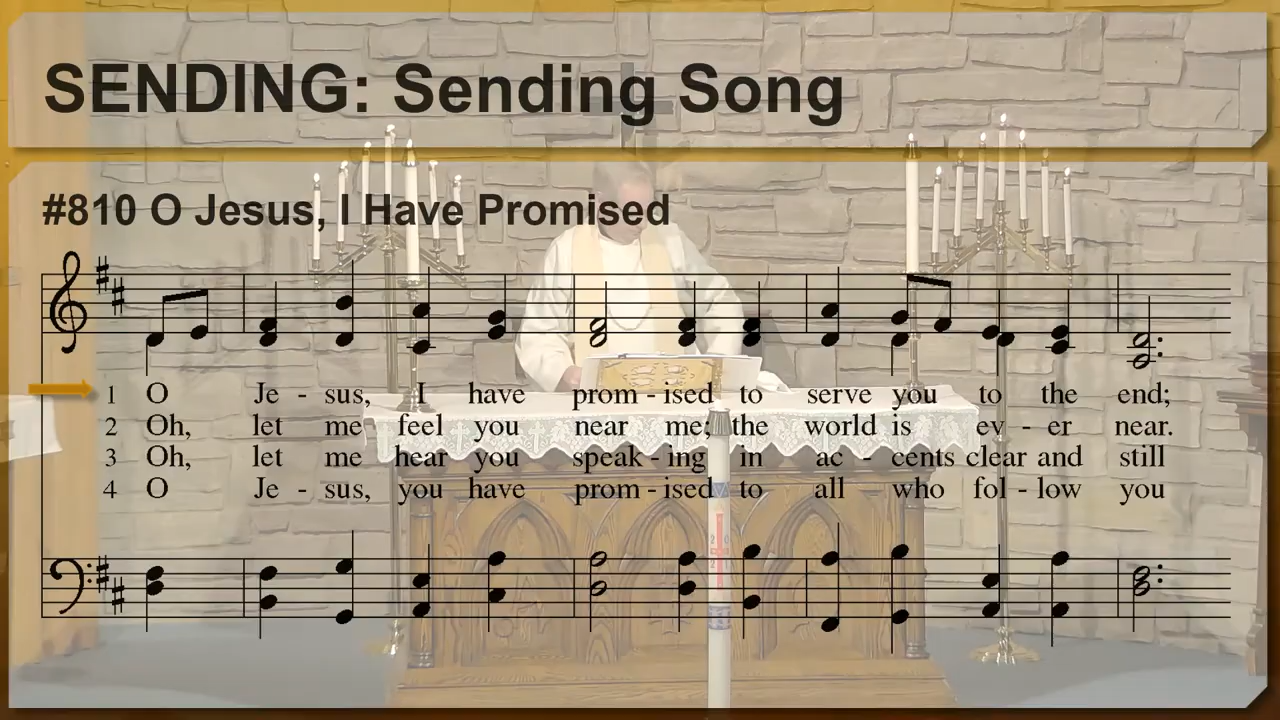 SENDING: Sending Song
#810 O Jesus, I Have Promised
1 O Je - sus, I have prom - ised to serve you to the end;
2 Oh, let me feel you near me; the world is ev - er near.
3 Oh, let me hear you speak - ing in ac - cents clear and still
4 O Je - sus, you have prom - ised to all who fol - low you